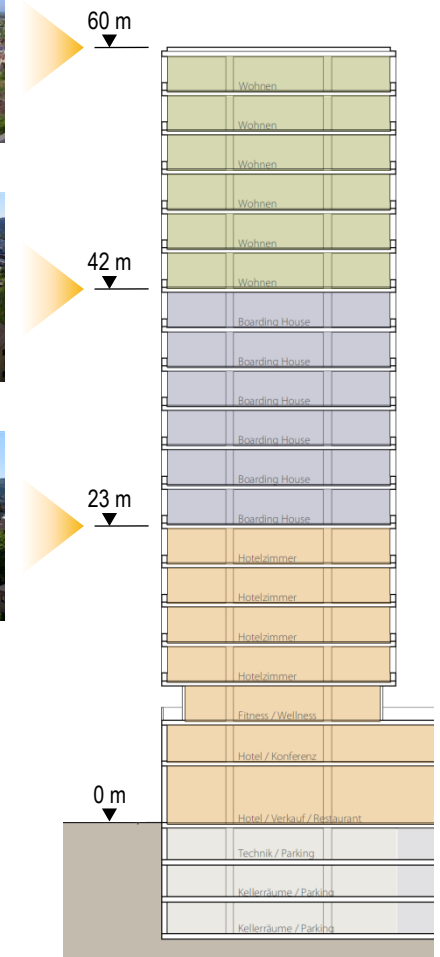 60 m
Wohnen
Wohnen
Wohnen
Wohnen
Wohnen
Wohnen
42 m
Boarding House
Boarding House
Boarding House
Boarding House
Boarding House
Boarding House
23 m
Hotelzimmer
Hotelzimmer
Hotelzimmer
Hotelzimmer
Fitness / Wellness
Hotel / Konferenz
0 m
Hotel / Verkauf / Restaurant
Technik / Parking
Kellerräume / Parking
Kellerräume / Parking